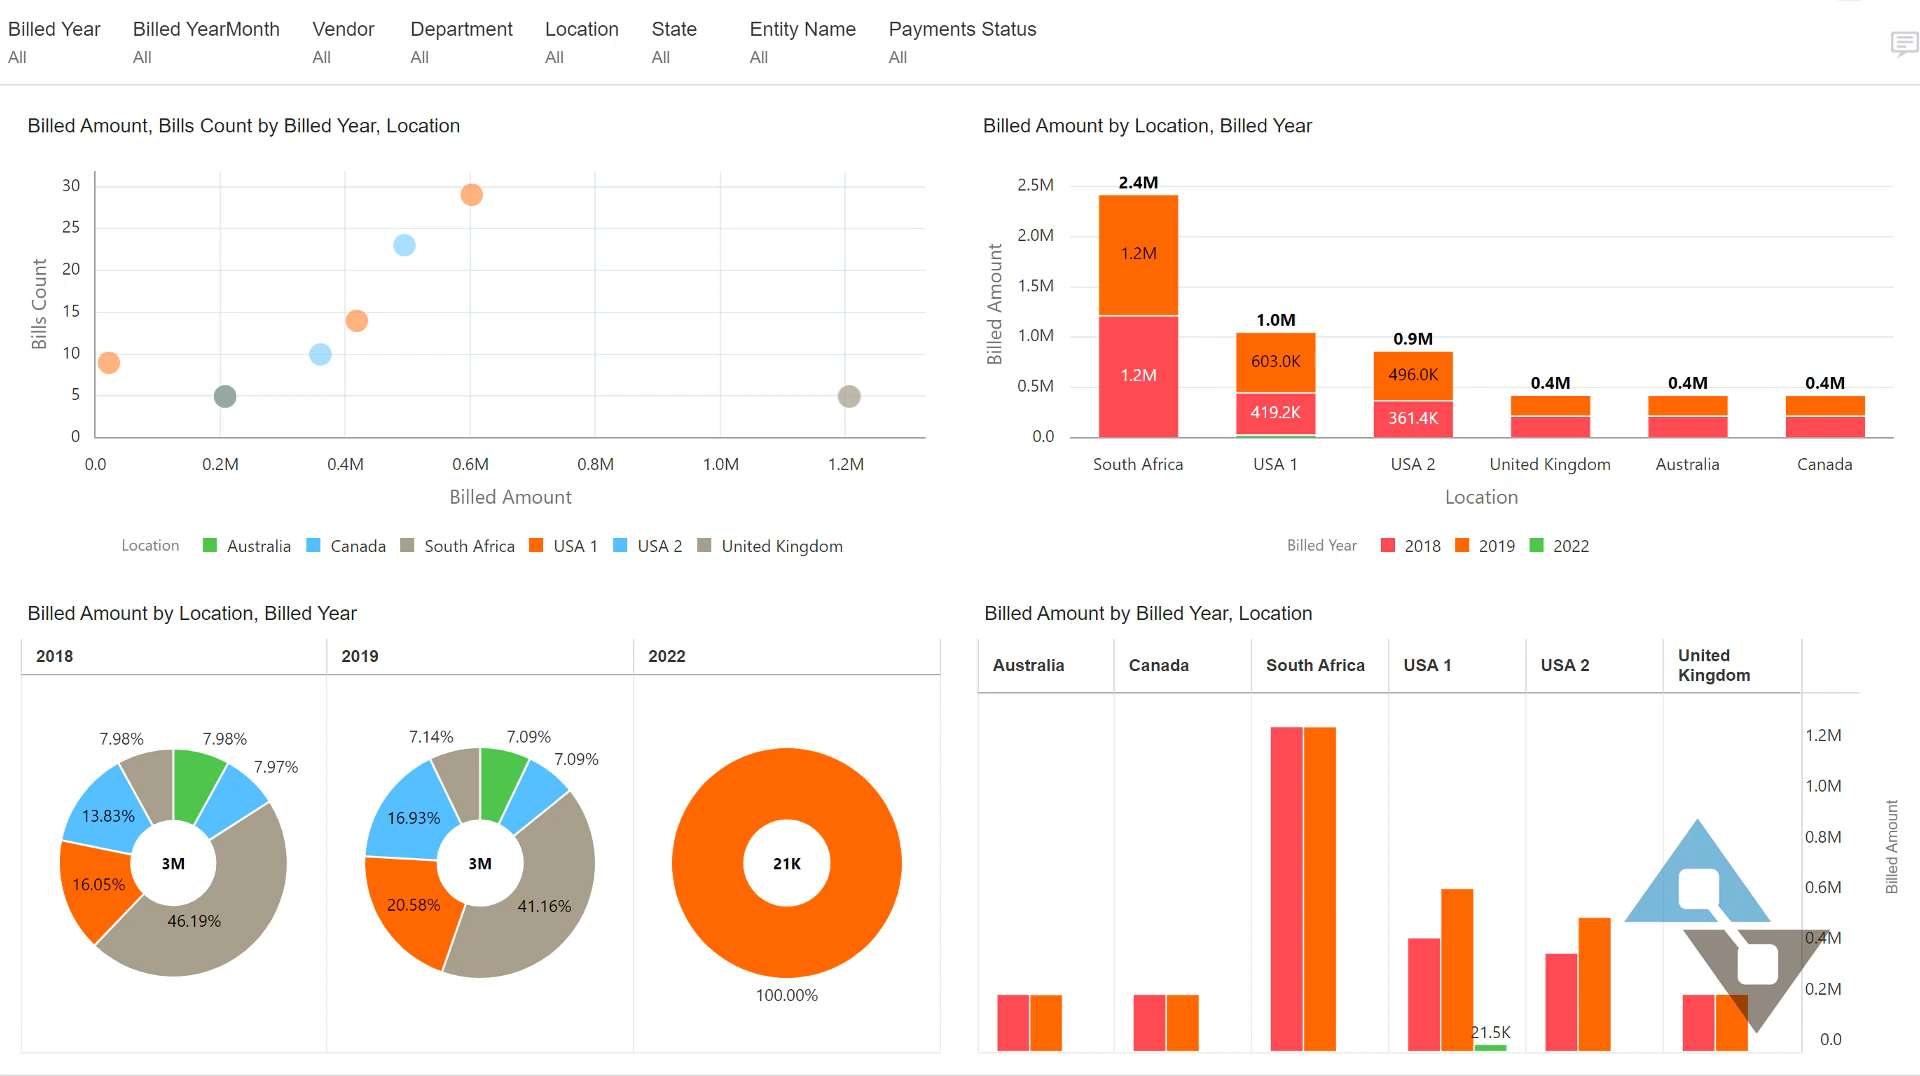 Billed Year
Billed YearMonth
Vendor
Department
Location
State
Entity Name
Payments Status
All
All
All
All
All
All
All
All
Billed Amount, Bills Count by Billed Year, Location
30
25
20
15
10
5
0
Bills Count
0.0
0.2M
0.4M
0.6M
0.8M
1.0M
1.2M
Billed Amount
Location
Australia
Canada
South Africa
USA 1
USA 2
United Kingdom
Billed Amount by Location, Billed Year
2.5M
2.0M
1.5M
1.0M
0.5M
0.0
Billed Amount
2.4M
1.2M
1.2M
1.0M
603.0K
419.2K
0.9M
496.0K
361.4K
0.4M
0.4M
0.4M
South Africa
USA 1
USA 2
United Kingdom
Australia
Canada
Location
Billed Year
2018
2019
2022
Billed Amount by Location, Billed Year
2018
2019
2022
7.98%
7.98%
7.97%
13.83%
16.05%
46.19%
3M
7.14%
7.09%
7.09%
16.93%
20.58%
41.16%
3M
21K
100.00%
Billed Amount by Billed Year, Location
Australia
Canada
South Africa
USA 1
USA 2
United
Kingdom
21.5K
1.2M
1.0M
0.8M
0.6M
0.4M
0.2M
0.0
Billed Amount